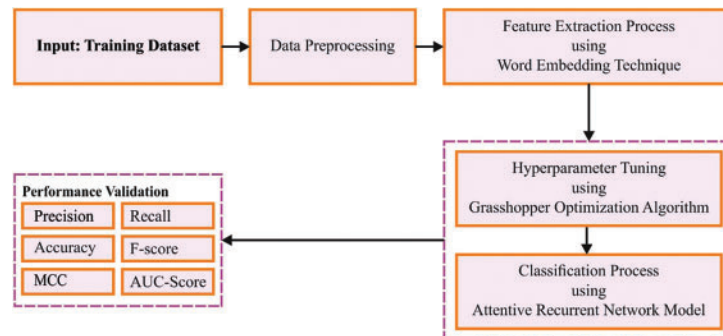 Input: Training Dataset
Data Preprocessing
Feature Extraction Process
using
Word Embedding Technique
Hyperparameter Tuning
using
Grasshopper Optimization Algorithm
Classification Process
using
Attentive Recurrent Network Model
Performance Validation
Precision
Recall
Accuracy
F-score
MCC
AUC-Score